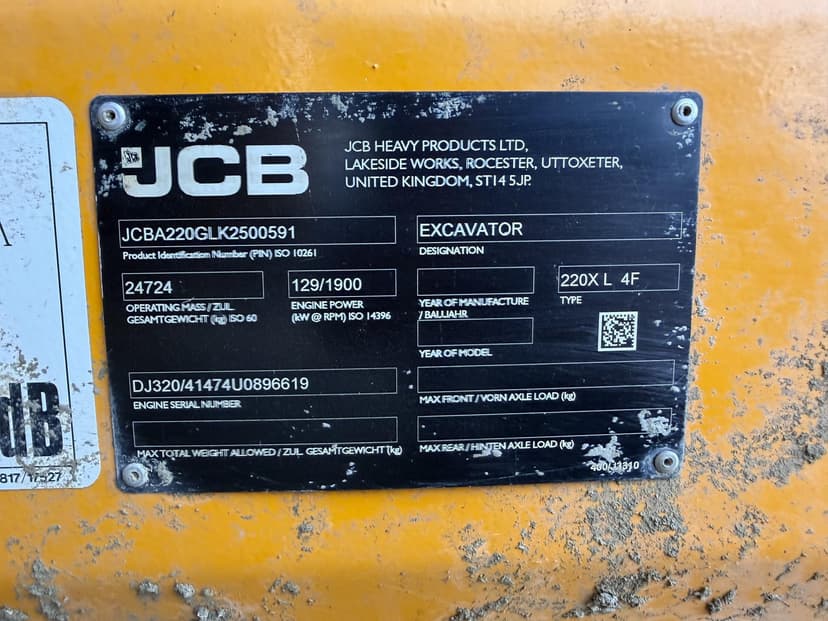 JCB
JCB HEAVY PRODUCTS LTD,
LAKESIDE WORKS, ROCESTER, UTTOXETER,
UNITED KINGDOM, ST14 5JP.
JCBA220GLK2500591
Product Identification Number (PIN) ISO 10261
EXCAVATOR
DESIGNATION
24724
OPERATING MASS / ZUL
GESAMTGEWICHT (kg) ISO 60
129/1900
ENGINE POWER
(kW @ RPM) ISO 14396
YEAR OF MANUFACTURE
/ BAUJAHR
220X L 4F
TYPE
YEAR OF MODEL
DJ320/41474U0896619
ENGINE SERIAL NUMBER
MAX FRONT / VORN AXLE LOAD (kg)
MAX TOTAL WEIGHT ALLOWED / ZUL GESAMTGEWICHT (kg)
MAX REAR / HINTEN AXLE LOAD (kg)
dB